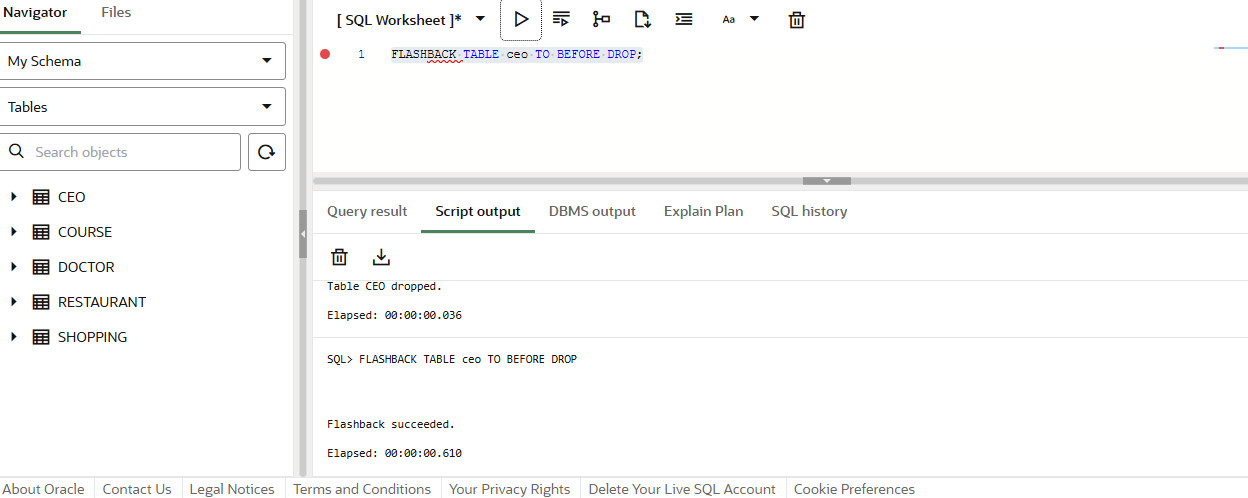 Navigator Files
My Schema
Tables
Search objects
CEO
COURSE
DOCTOR
RESTAURANT
SHOPPING
[ SQL Worksheet ]* Aa
1 FLASHBACK TABLE ceo TO BEFORE DROP;
Query result Script output DBMS output Explain Plan SQL history
Table CEO dropped.
Elapsed: 00:00:00.036
SQL> FLASHBACK TABLE ceo TO BEFORE DROP
Flashback succeeded.
Elapsed: 00:00:00.610
About Oracle Contact Us Legal Notices Terms and Conditions Your Privacy Rights Delete Your Live SQL Account Cookie Preferences